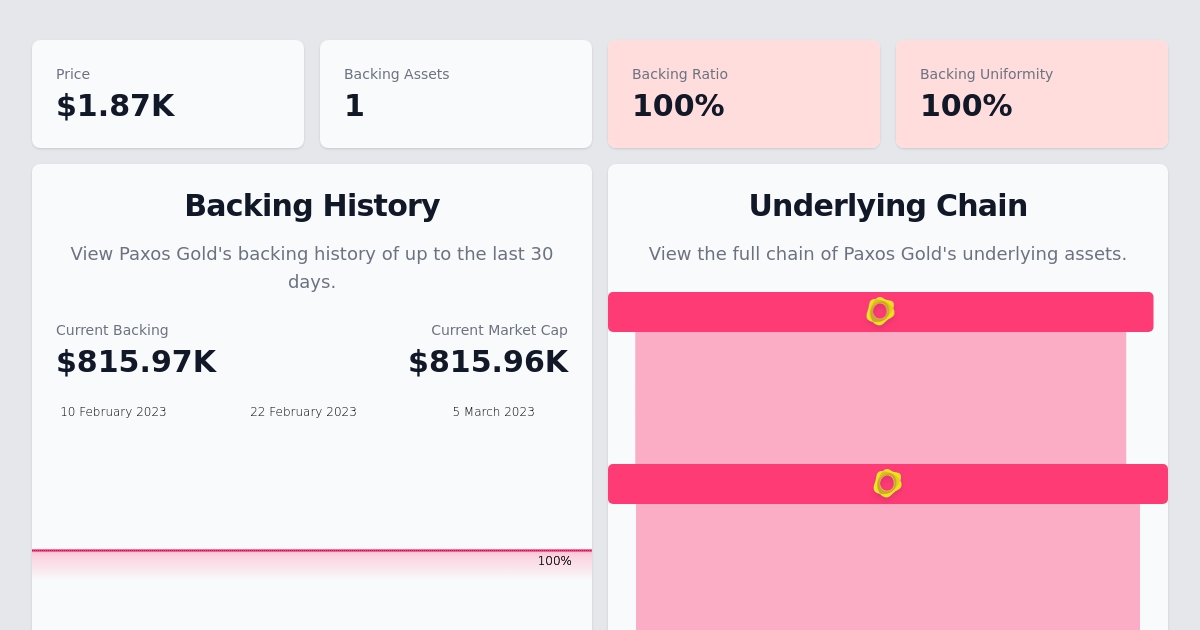 Price
$1.87K
Backing Assets
1
Backing Ratio
100%
Backing Uniformity
100%
Backing History
View Paxos Gold's backing history of up to the last 30
days.
Current Backing
$815.97K
Current Market Cap
$815.96K
10 February 2023
22 February 2023
5 March 2023
100%
Underlying Chain
View the full chain of Paxos Gold's underlying assets.